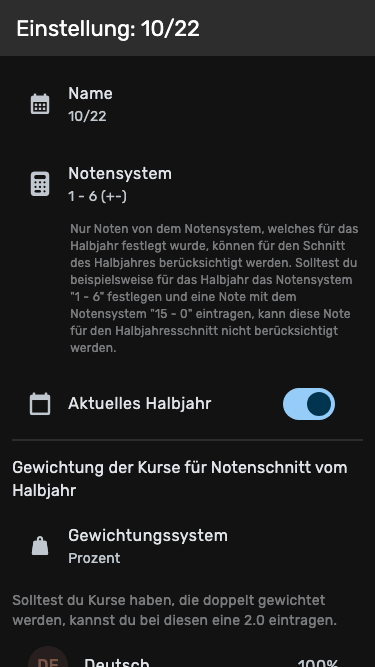 Einstellung: 10/22
Name
10/22
Notensystem
1 - 6 (+-)
Nur Noten von dem Notensystem, welches für das
Halbjahr festlegt wurde, können für den Schnitt
des Halbjahres berücksichtigt werden. Solltest du
beispielsweise für das Halbjahr das Notensystem
"1 - 6" festlegen und eine Note mit dem
Notensystem "15 - 0" eintragen, kann diese Note
für den Halbjahresschnitt nicht berücksichtigt
werden.
Aktuelles Halbjahr
Gewichtung der Kurse für Notenschnitt vom
Halbjahr
Gewichtungssystem
Prozent
Solltest du Kurse haben, die doppelt gewichtet
werden, kannst du bei diesen eine 2.0 eintragen.
DE Deutsch 100%